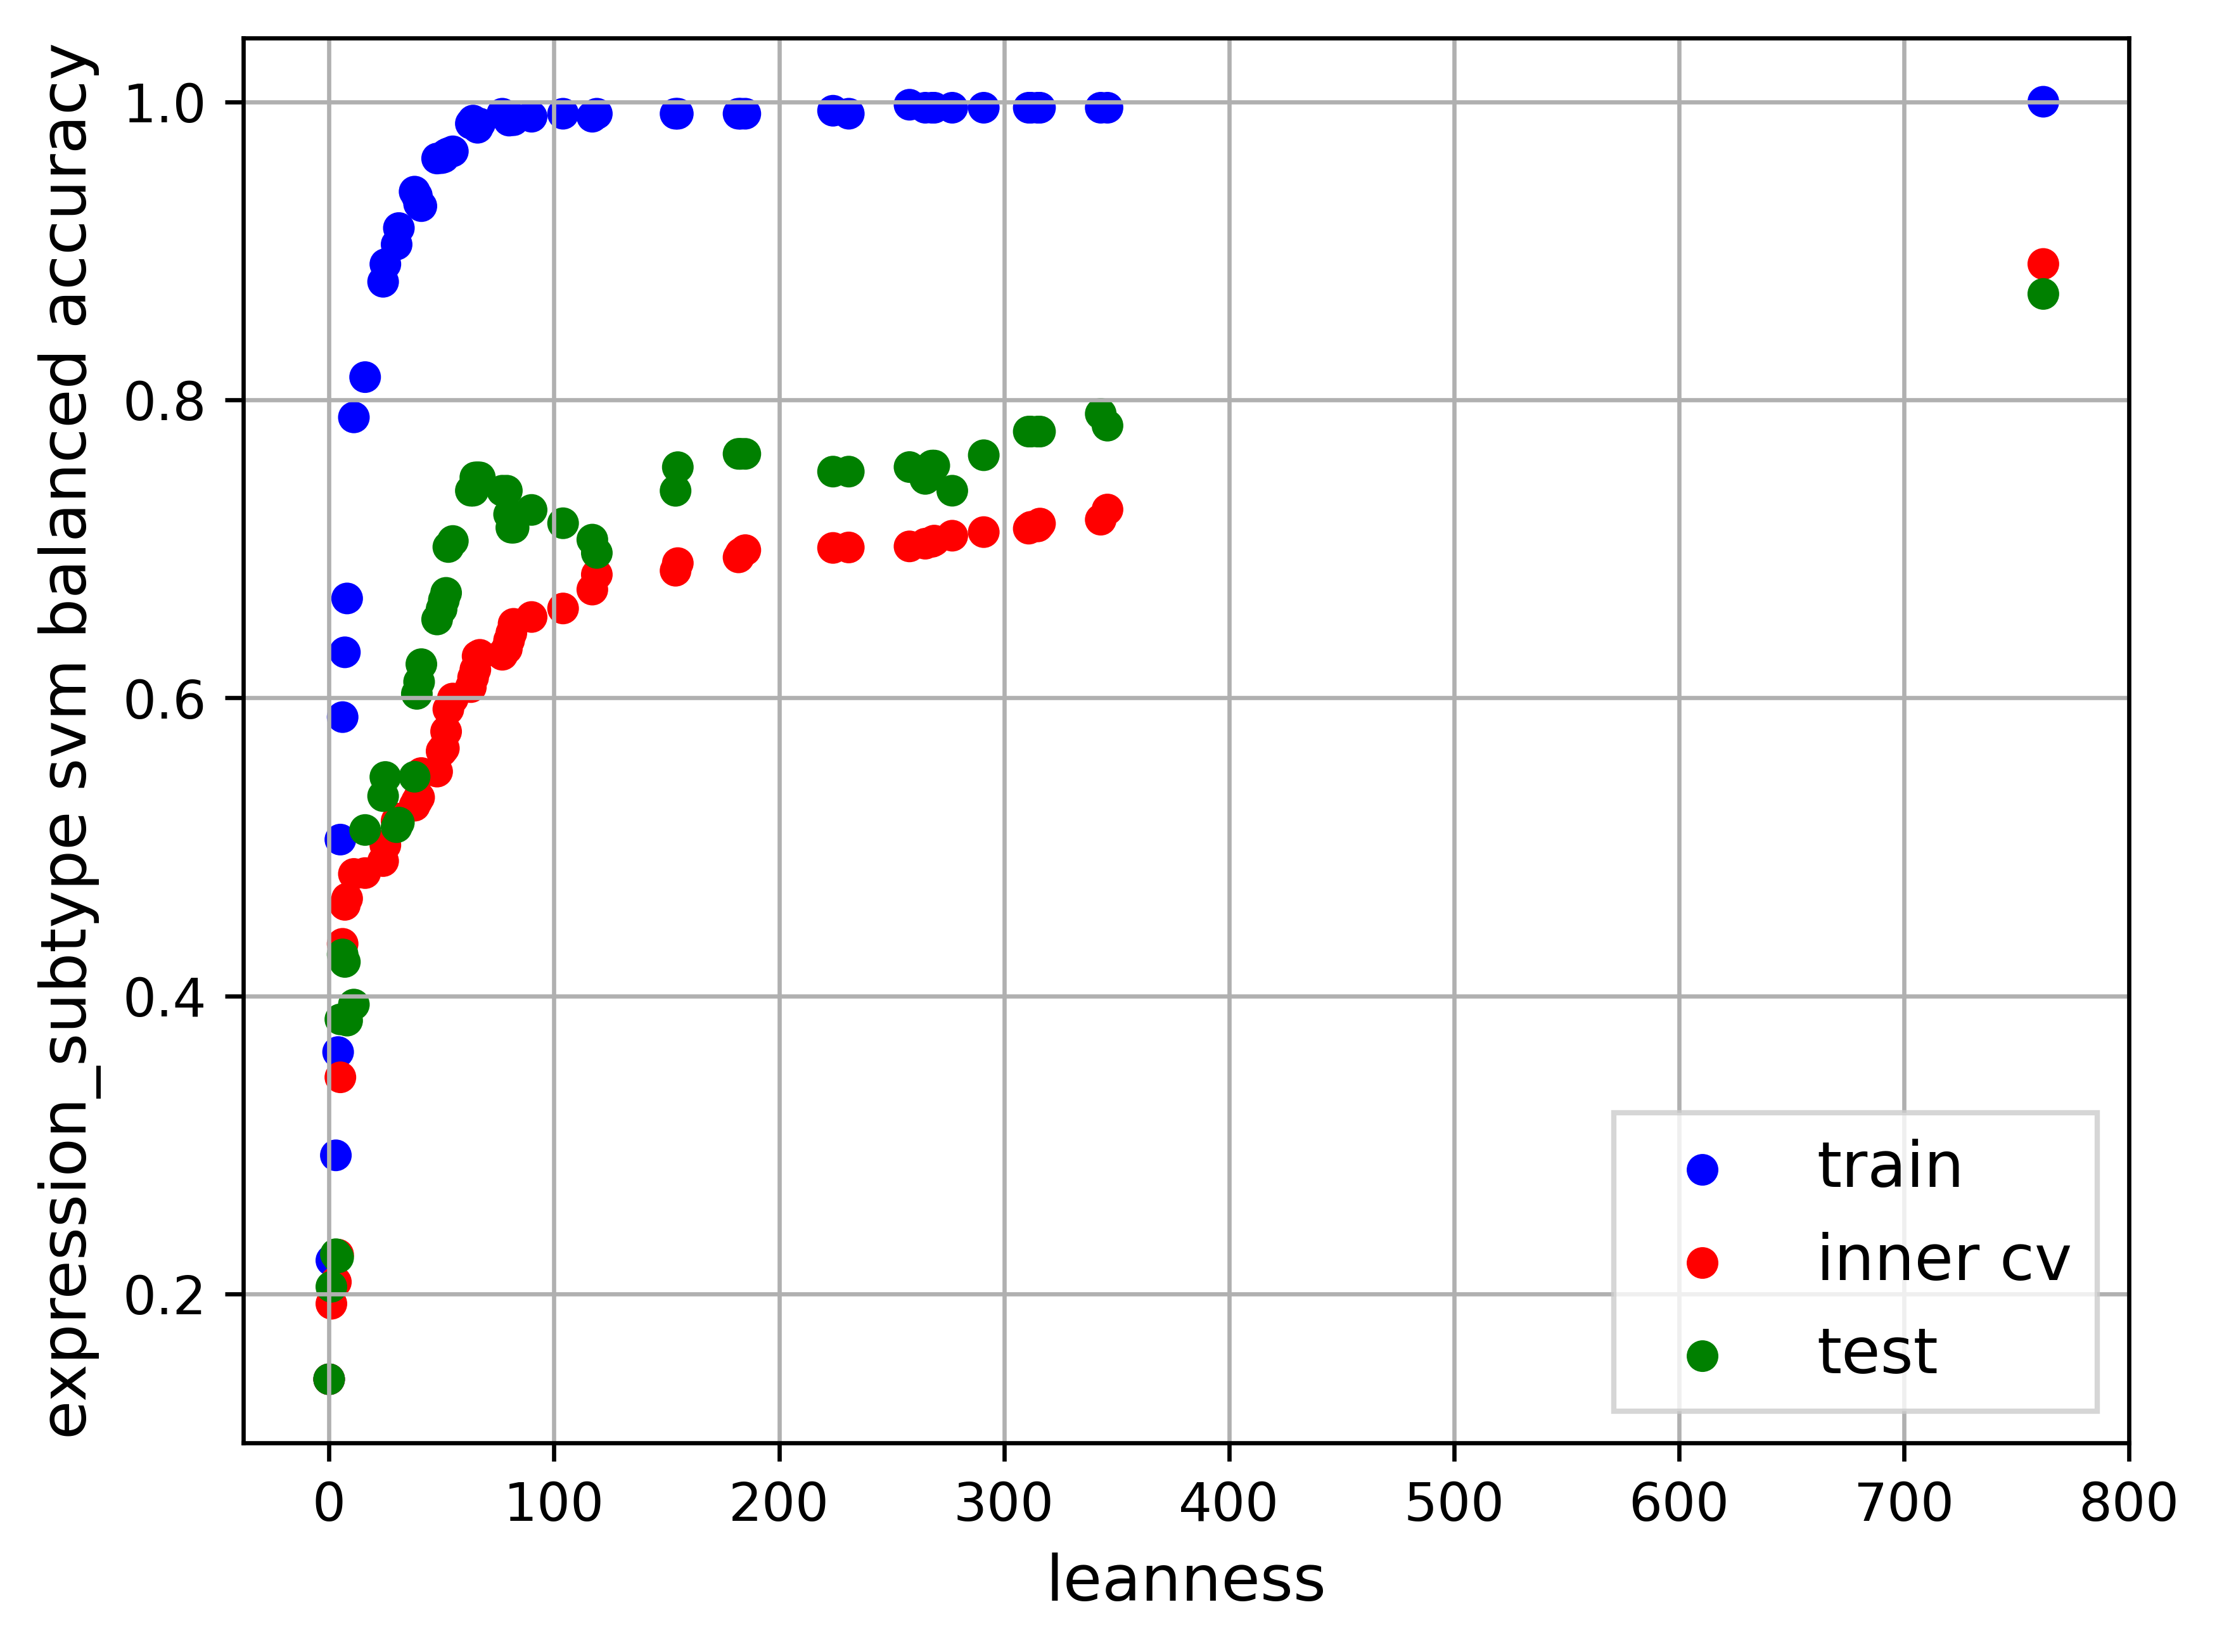 expression_subtype svm balanced accuracy
1.0
0.8
0.6
0.4
0.2
0 100 200 300 400 500 600 700 800
leanness
train
inner cv
test